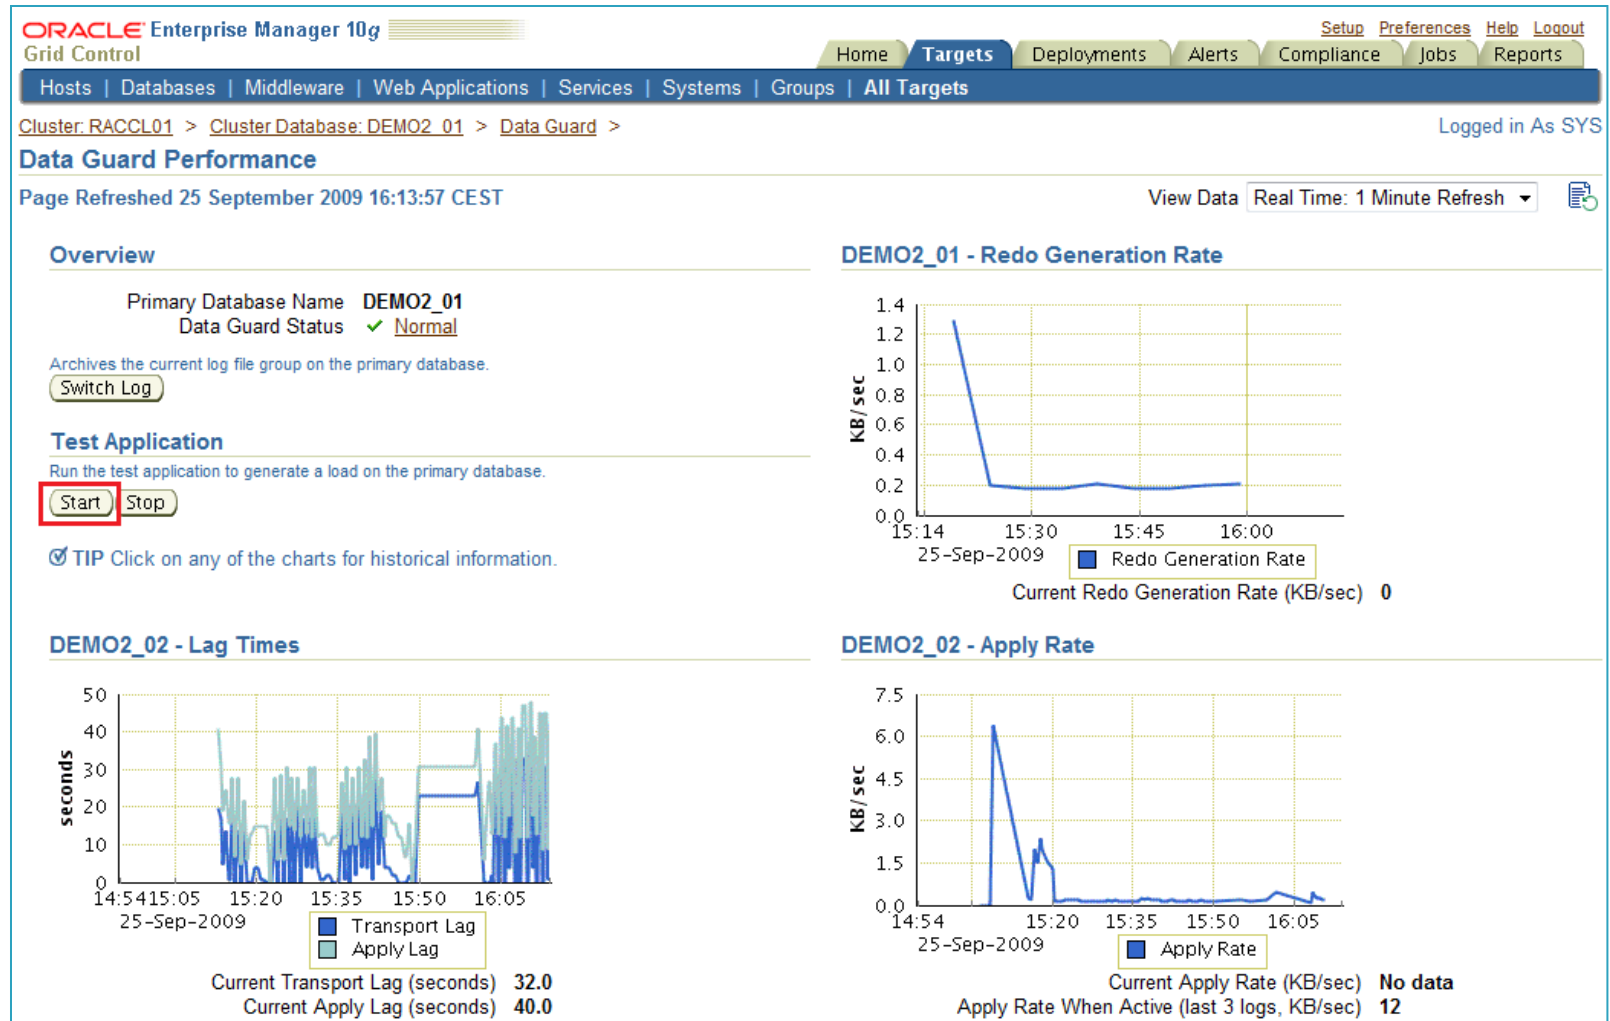 ORACLE Enterprise Manager 10g
Grid Control
Setup Preferences Help Logout
Home Targets Deployments Alerts Compliance Jobs Reports
Hosts | Databases | Middleware | Web Applications | Services | Systems | Groups | All Targets
Cluster: RACCL01 > Cluster Database: DEMO2_01 > Data Guard >
Logged in As SYS
Data Guard Performance
Page Refreshed 25 September 2009 16:13:57 CEST
View Data Real Time: 1 Minute Refresh
Overview
Primary Database Name DEMO2_01
Data Guard Status Normal
Archives the current log file group on the primary database.
Switch Log
Test Application
Run the test application to generate a load on the primary database.
Start Stop
TIP Click on any of the charts for historical information.
DEMO2_01 - Redo Generation Rate
KB/sec
1.4
1.2
1.0
0.8
0.6
0.4
0.2
0.0
15:14 15:30 15:45 16:00
25-Sep-2009
Redo Generation Rate
Current Redo Generation Rate (KB/sec) 0
DEMO2_02 - Lag Times
seconds
50
40
30
20
10
0
14:54 15:05 15:20 15:35 15:50 16:05
25-Sep-2009
Transport Lag
Apply Lag
Current Transport Lag (seconds) 32.0
Current Apply Lag (seconds) 40.0
DEMO2_02 - Apply Rate
KB/sec
7.5
6.0
4.5
3.0
1.5
0.0
14:54 15:20 15:35 15:50 16:05
25-Sep-2009
Apply Rate
Current Apply Rate (KB/sec) No data
Apply Rate When Active (last 3 logs, KB/sec) 12